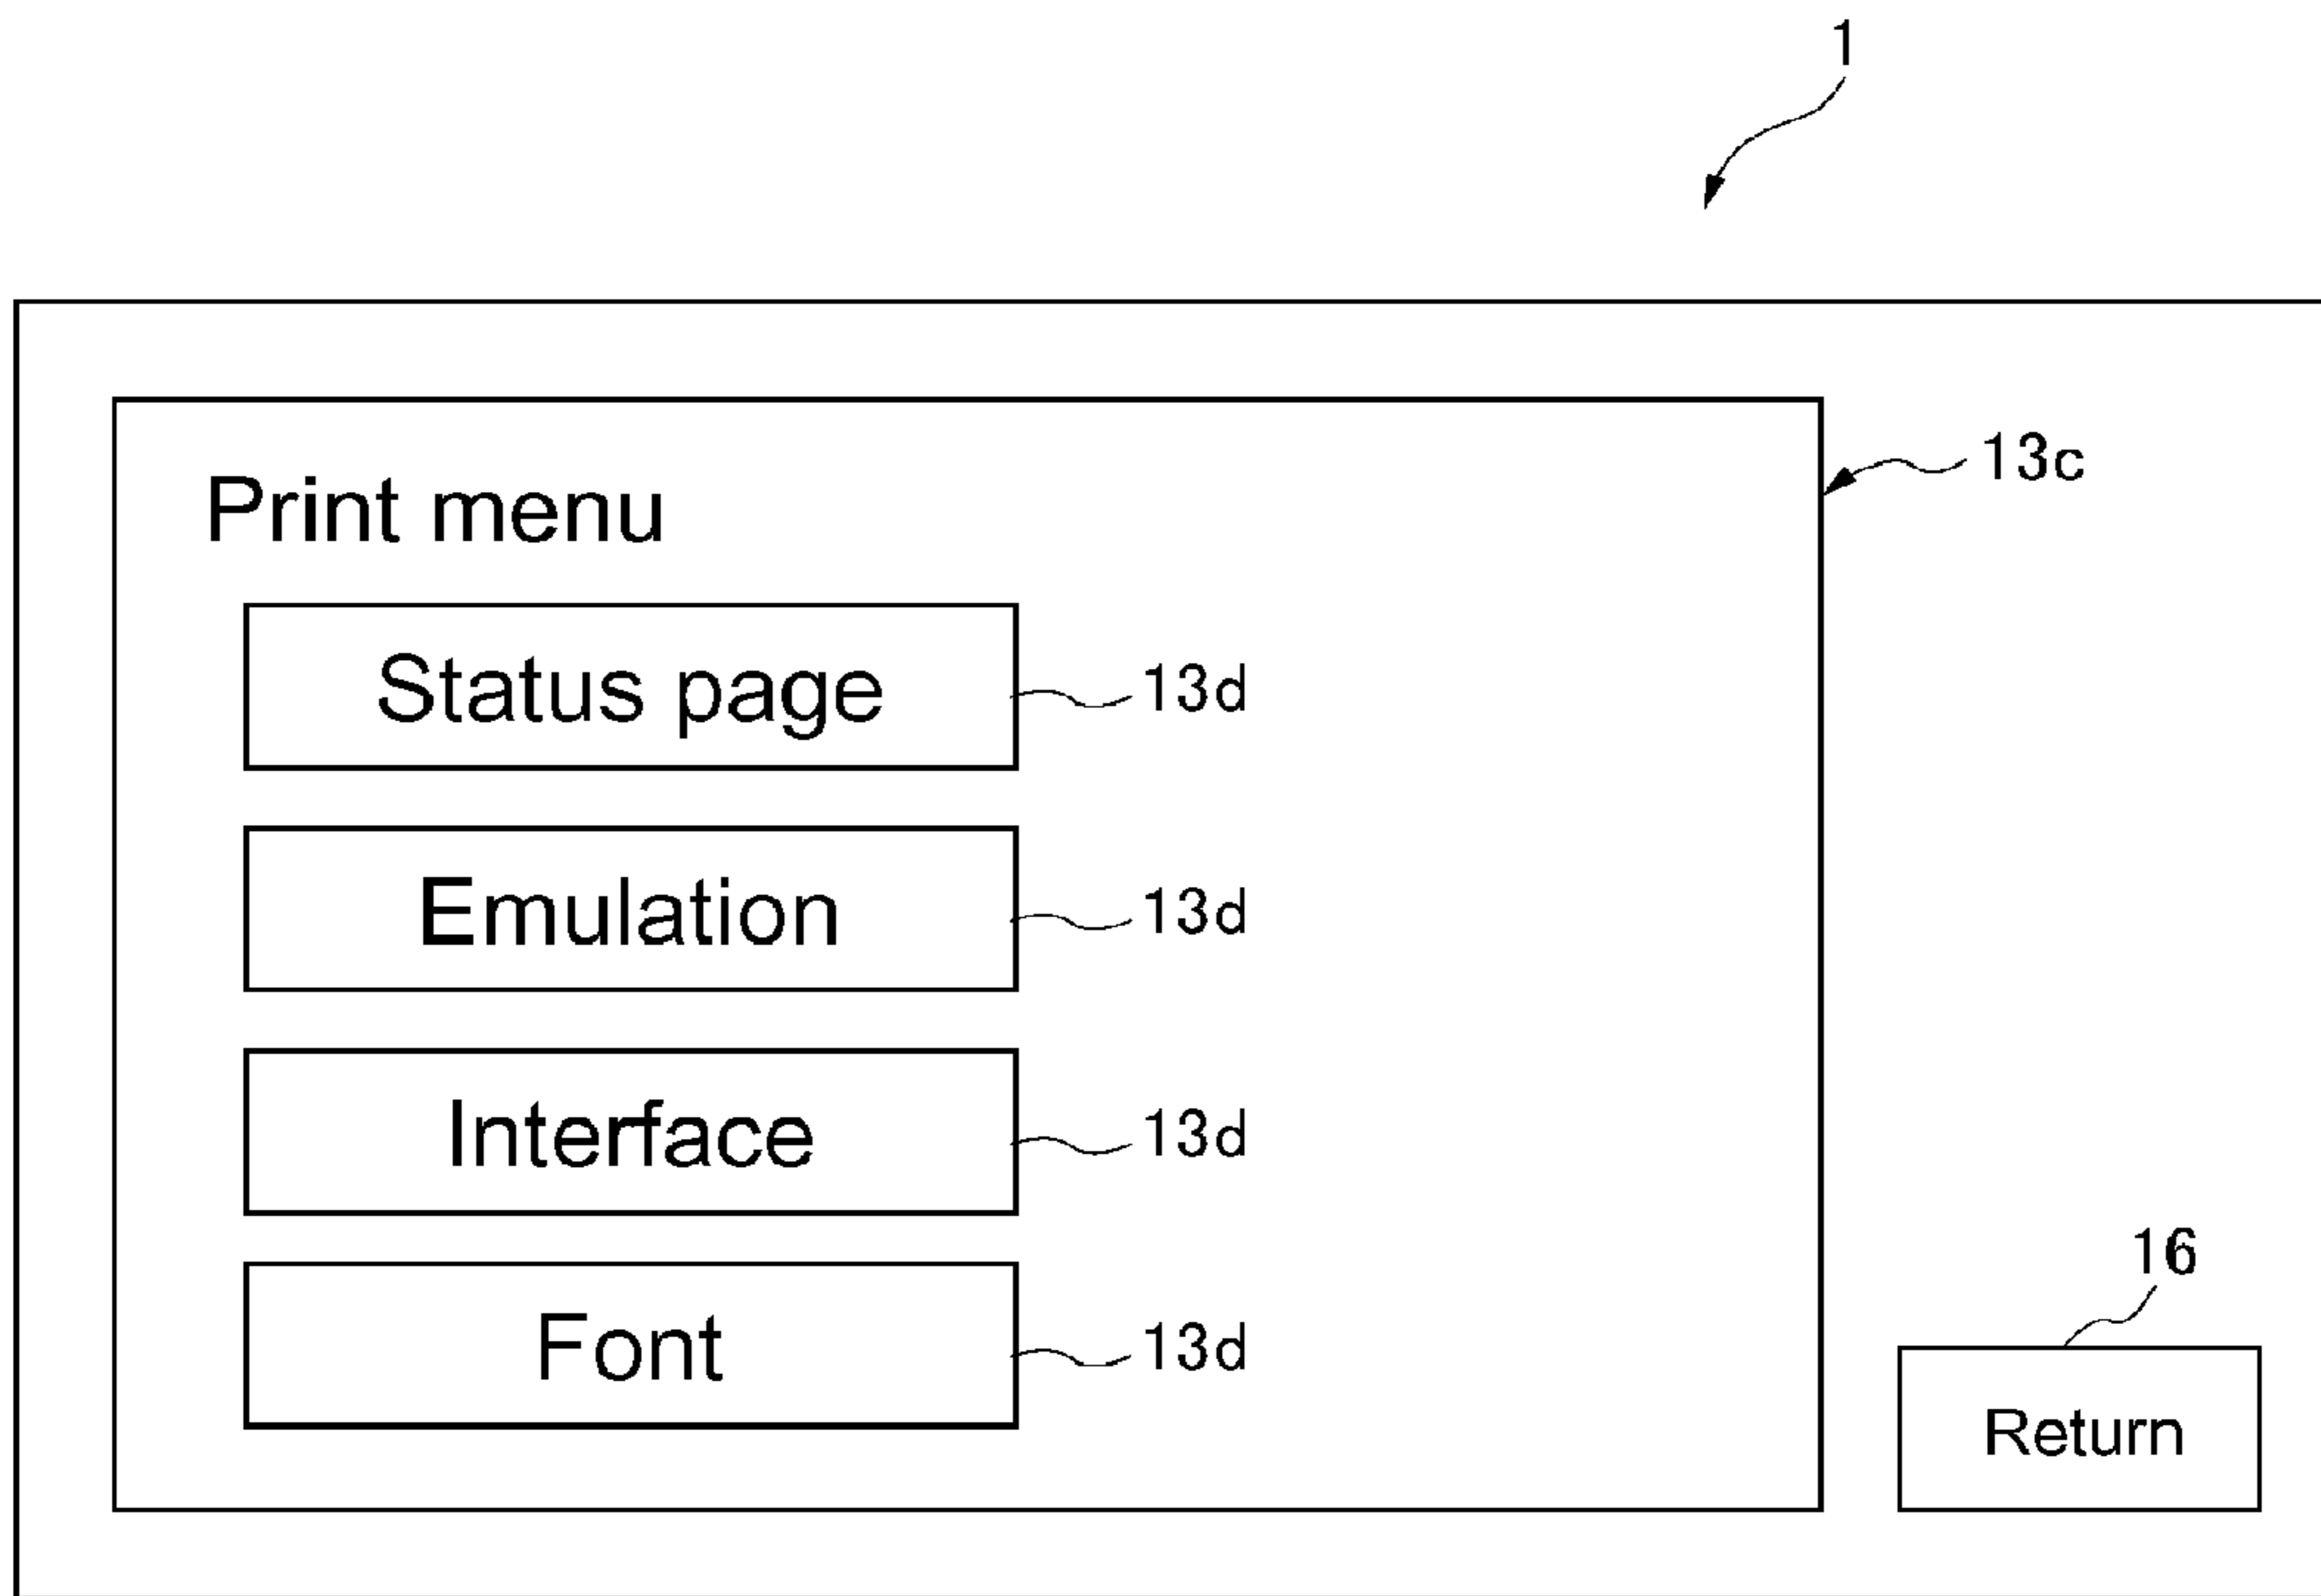 1
13c
Print menu
Status page 13d
Emulation 13d
Interface 13d
Font 13d
16
Return